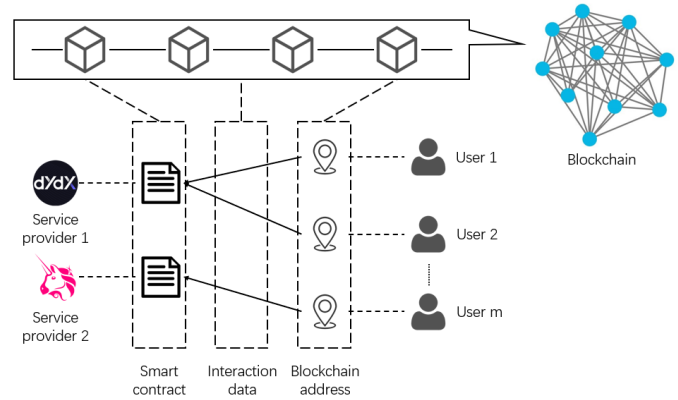 Blockchain
dYdX
Service
provider 1
User 1
User 2
Service
provider 2
User m
Smart
contract
Interaction
data
Blockchain
address